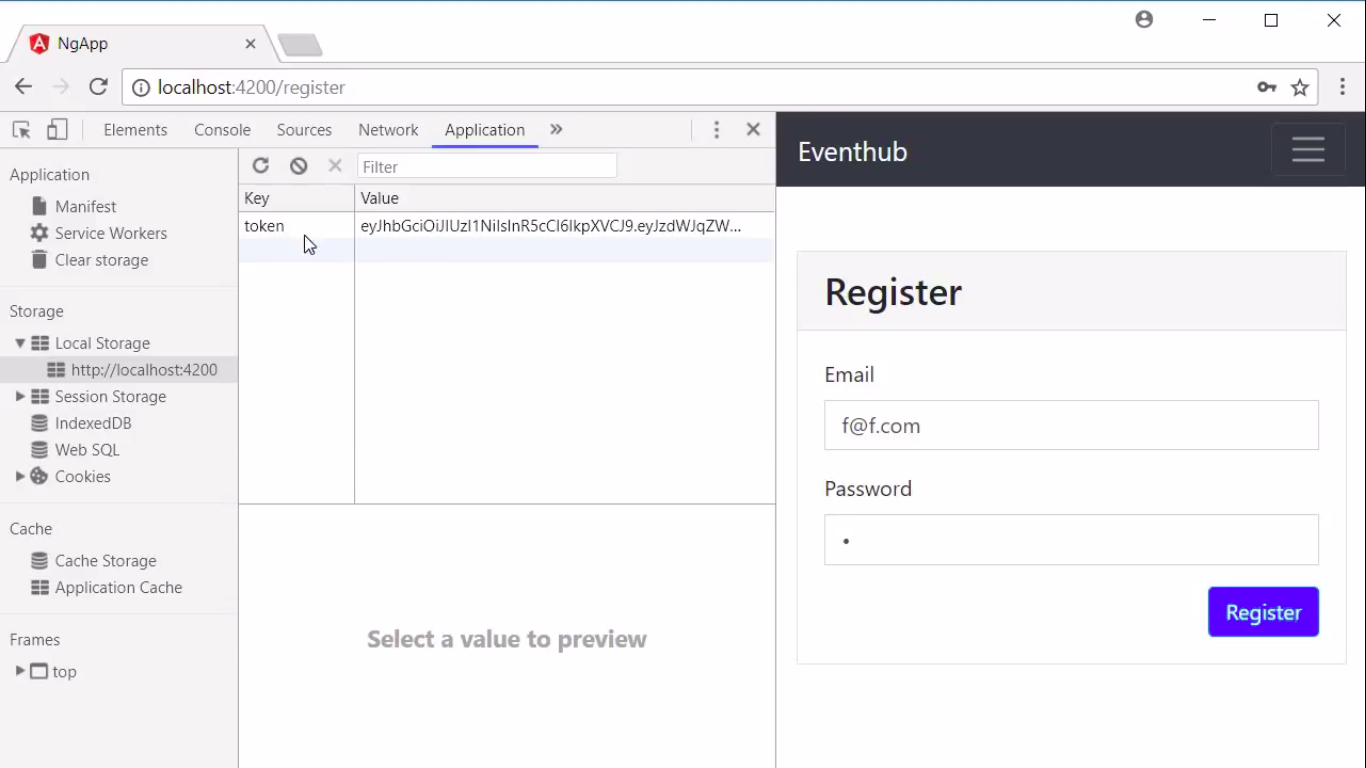 NgApp
localhost:4200/register
Elements Console Sources Network Application
Filter
Key Value
token eyJhbGciOiJIUzI1NiIsInR5cCI6IkpXVCJ9.eyJzdWJqZW...
Application
Manifest
Service Workers
Clear storage
Storage
Local Storage
http://localhost:4200
Session Storage
IndexedDB
Web SQL
Cookies
Cache
Cache Storage
Application Cache
Frames
top
Select a value to preview
Eventhub
Register
Email
f@f.com
Password
•
Register